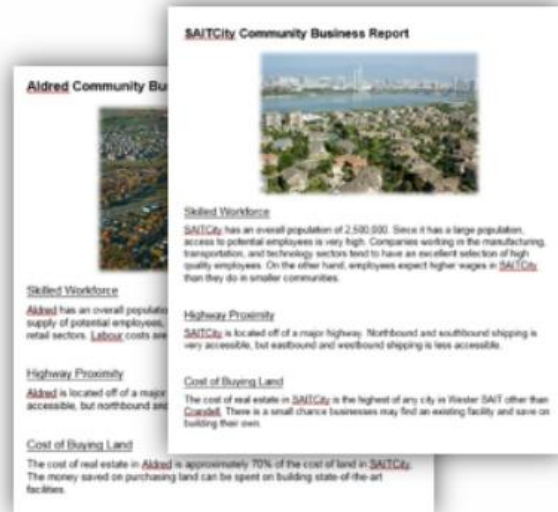 SAITCity Community Business Report
Skilled Workforce
SAITCity has an overall population of 2,500,000. Since it has a large population,
access to potential employees is very high. Companies working in the manufacturing,
transportation, and technology sectors tend to have an excellent selection of high
quality employees. On the other hand, employees expect higher wages in SAITCity
than they do in smaller communities.
Highway Proximity
SAITCity is located off of a major highway. Northbound and southbound shipping is
very accessible, but eastbound and westbound shipping is less accessible.
Cost of Buying Land
The cost of real estate in SAITCity is the highest of any city in Wester SAIT other than
Crandell. There is a small chance businesses may find an existing facility and save on
building their own.
Aldred Community Bu
Skilled Workforce
Aldred has an overall populatio
supply of potential employees,
retail sectors. Labour costs are
Highway Proximity
Aldred is located off of a major
accessible, but northbound and
Cost of Buying Land
The cost of real estate in Aldred is approximately 70% of the cost of land in SAITCity.
The money saved on purchasing land can be spent on building state-of-the-art
facilities.